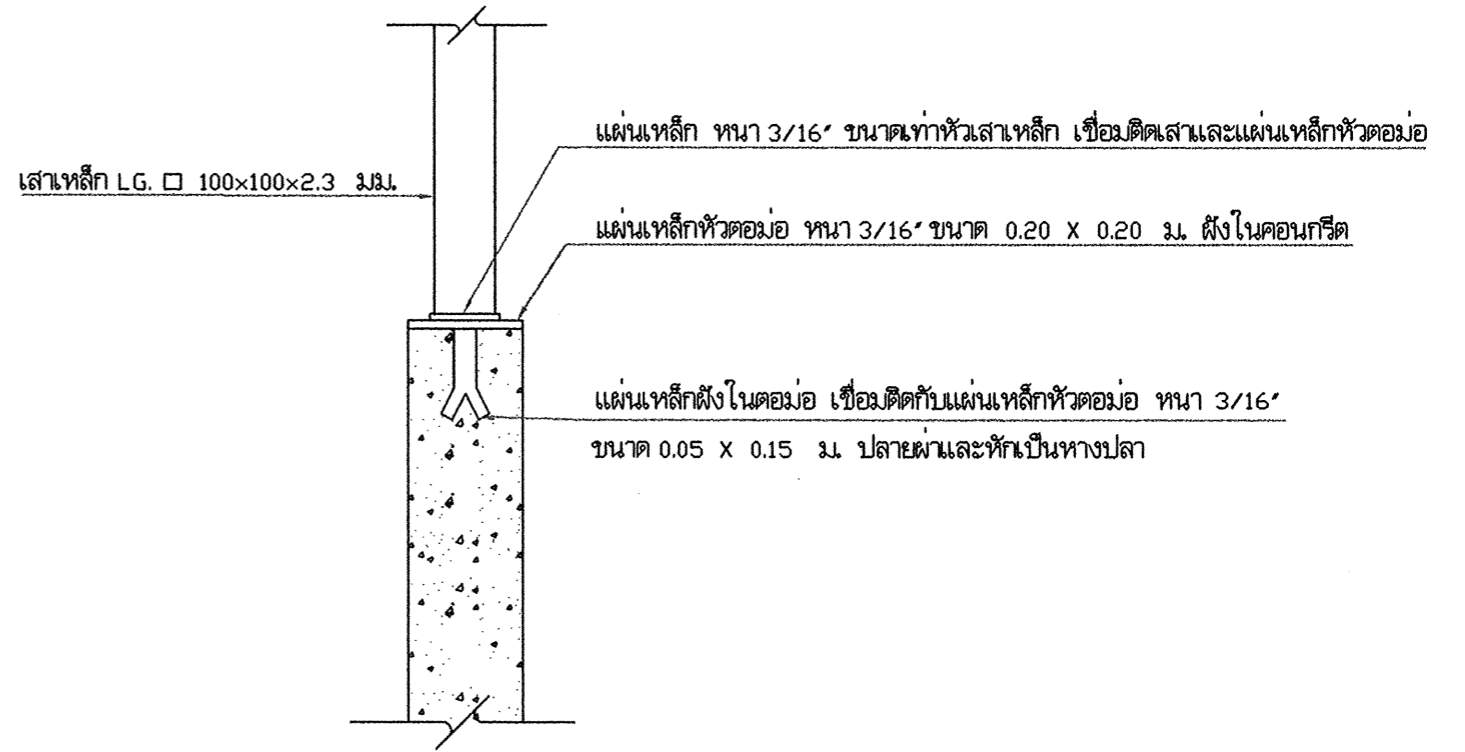 แผ่นเหล็ก หนา 3/16" ขนาดเท่าหัวเสาเหล็ก เชื่อมติดเสาและแผ่นเหล็กหัวตอม่อ
เสาเหล็ก LG. □ 100x100x2.3 มม.
แผ่นเหล็กหัวตอม่อ หนา 3/16" ขนาด 0.20 X 0.20 ม. ฝังในคอนกรีต
แผ่นเหล็กฝังในตอม่อ เชื่อมติดกับแผ่นเหล็กหัวตอม่อ หนา 3/16"
ขนาด 0.05 X 0.15 ม. ปลายผ่าและหักเป็นหางปลา